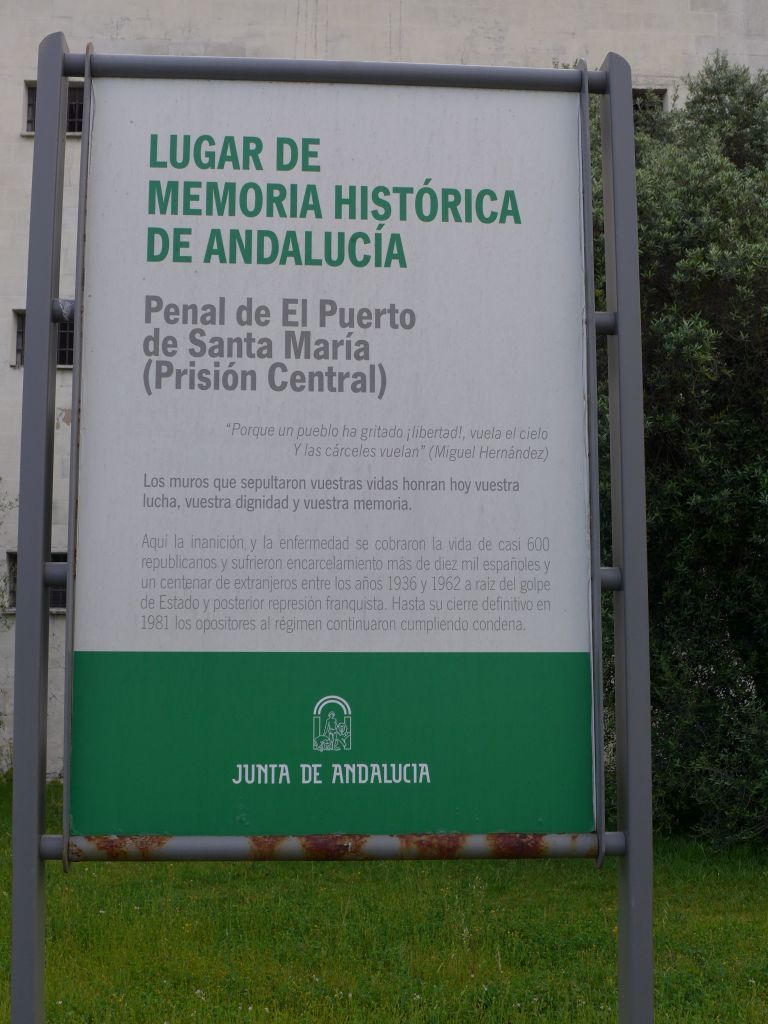 LUGAR DE
MEMORIA HISTÓRICA
DE ANDALUCÍA
Penal de El Puerto
de Santa María
(Prisión Central)
“Porque un pueblo ha gritado ¡libertad!, vuela el cielo
Y las cárceles vuelan” (Miguel Hernández)
Los muros que sepultaron vuestras vidas honran hoy vuestra
lucha, vuestra dignidad y vuestra memoria.
Aquí la inanición y la enfermedad se cobraron la vida de casi 600
republicanos y sufrieron encarcelamiento más de diez mil españoles y
un centenar de extranjeros entre los años 1936 y 1962 a raíz del golpe
de Estado y posterior represión franquista. Hasta su cierre definitivo en
1981 los opositores al régimen continuaron cumpliendo condena.
JUNTA DE ANDALUCIA